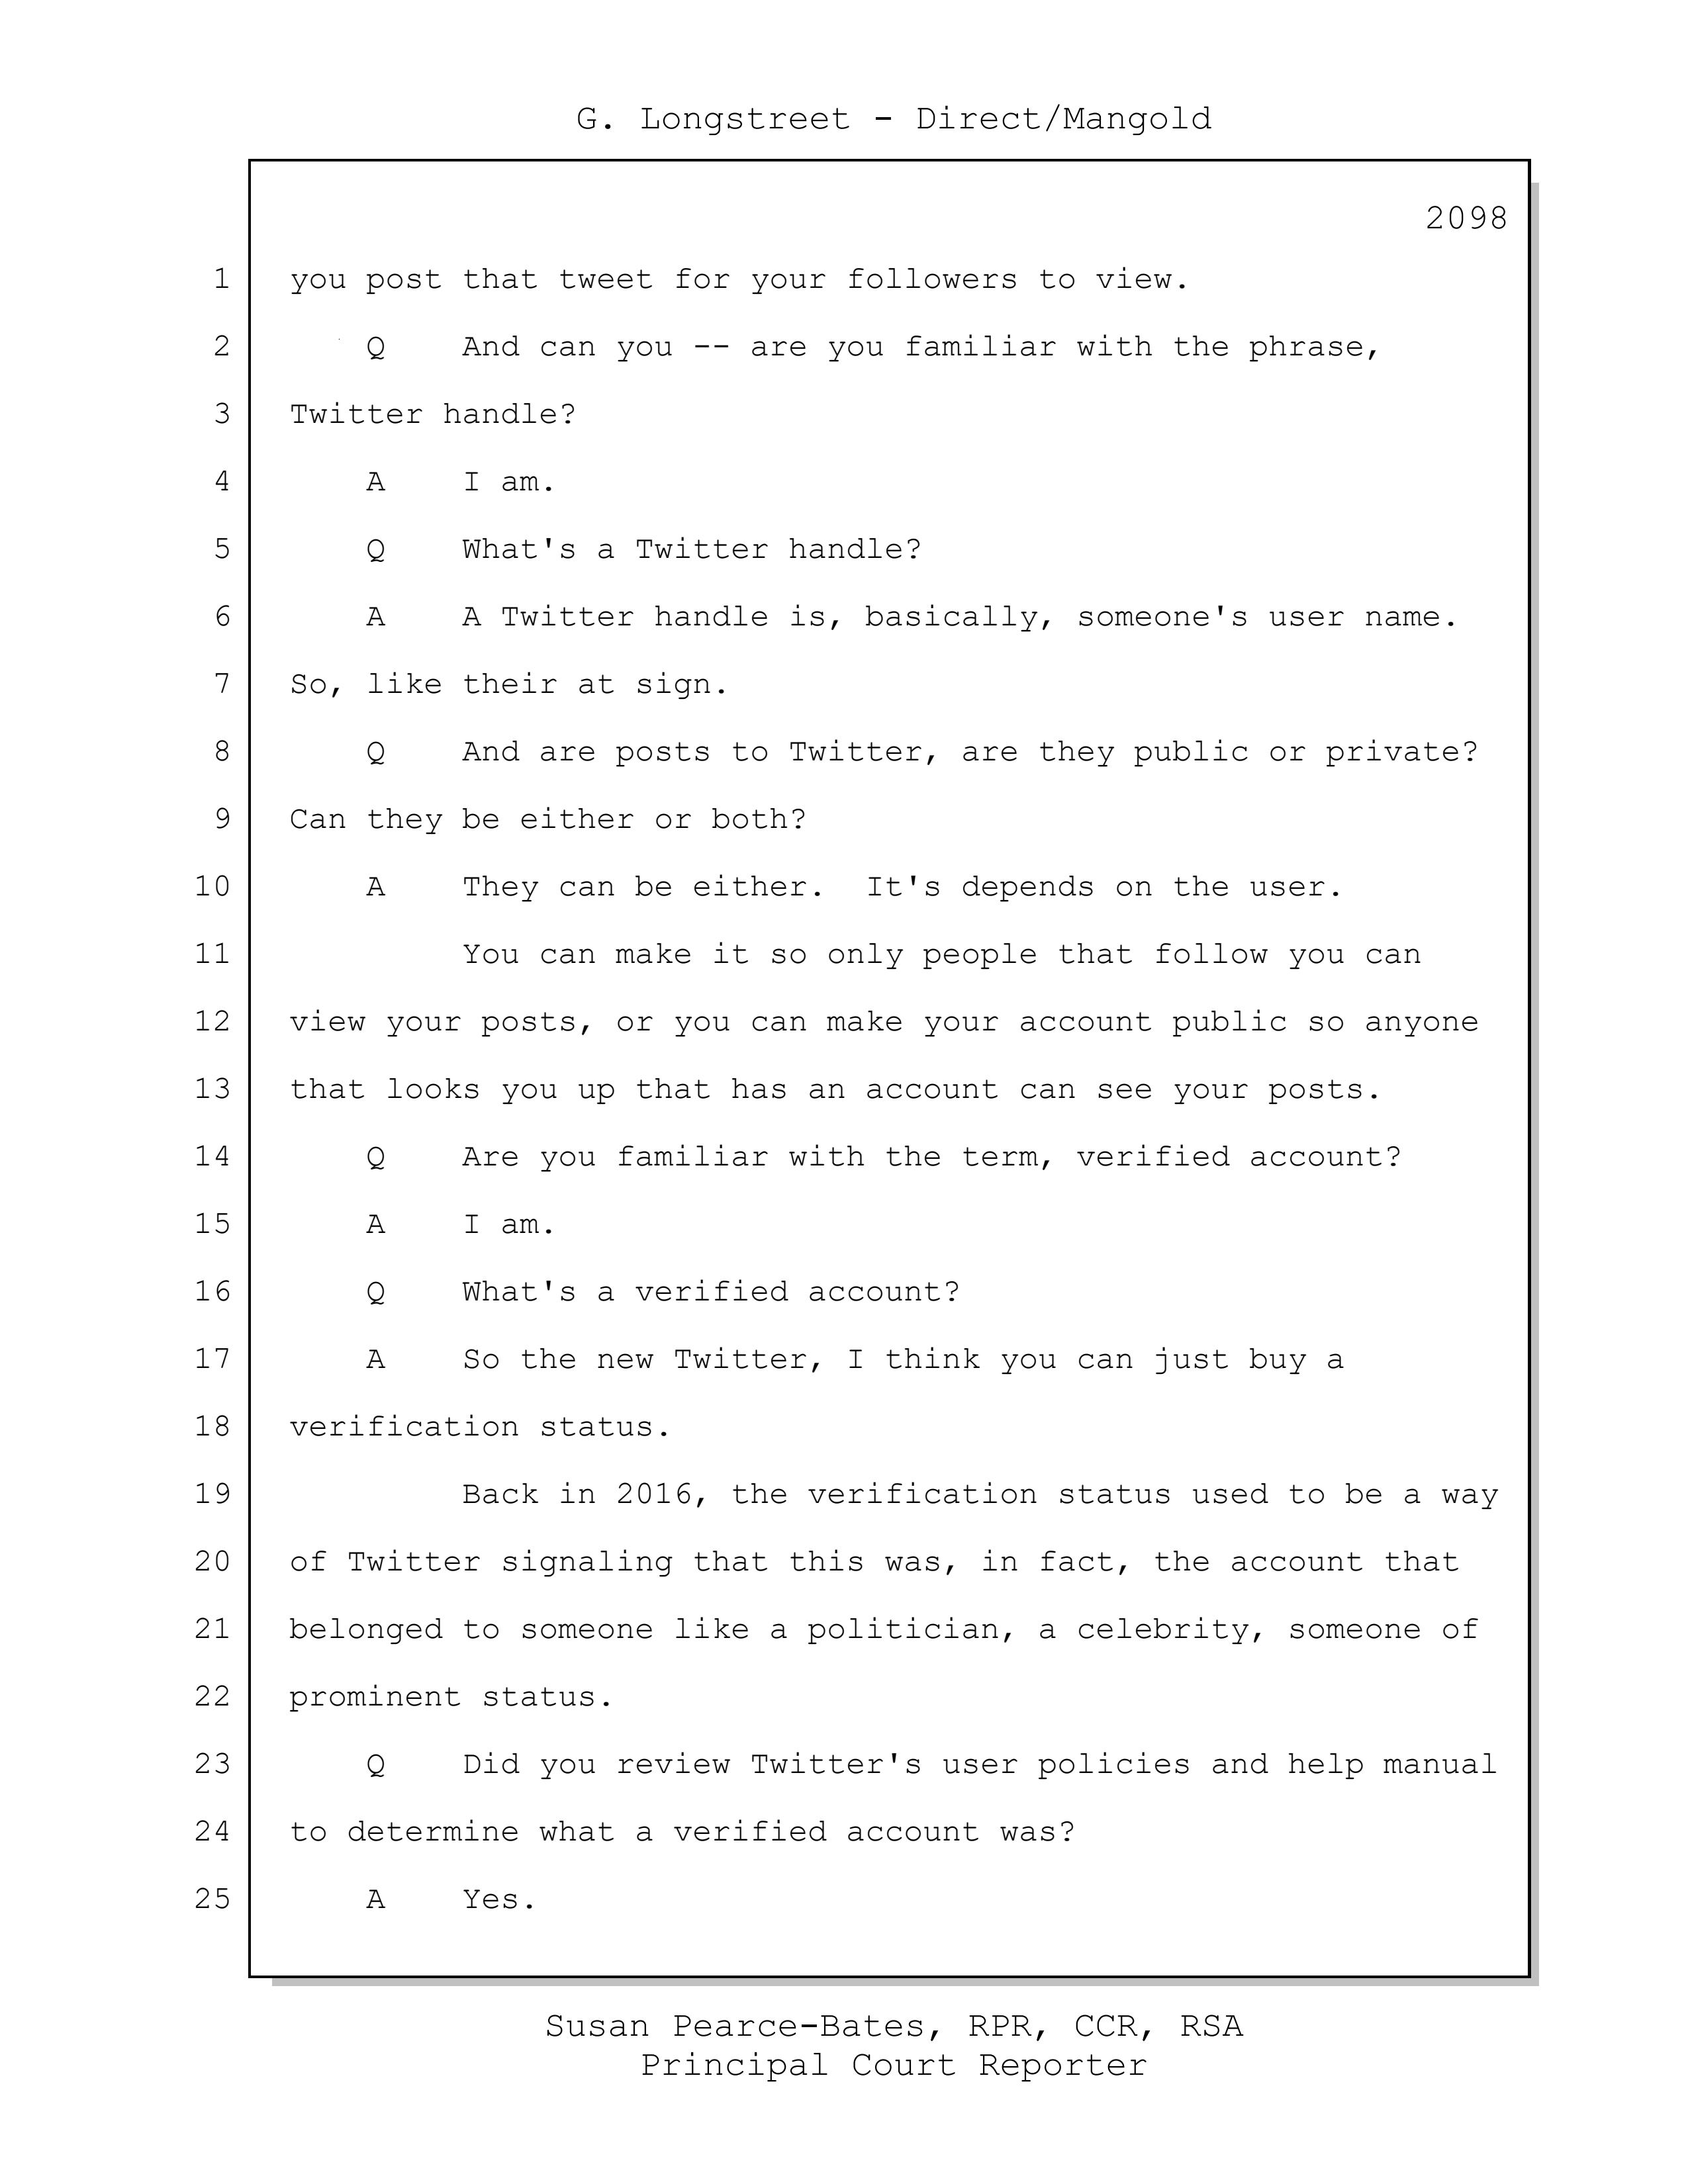 G. Longstreet - Direct/Mangold
2098
1 you post that tweet for your followers to view.
2 Q And can you -- are you familiar with the phrase,
3 Twitter handle?
4 A I am.
5 Q What's a Twitter handle?
6 A A Twitter handle is, basically, someone's user name.
7 So, like their at sign.
8 Q And are posts to Twitter, are they public or private?
9 Can they be either or both?
10 A They can be either. It's depends on the user.
11 You can make it so only people that follow you can
12 view your posts, or you can make your account public so anyone
13 that looks you up that has an account can see your posts.
14 Q Are you familiar with the term, verified account?
15 A I am.
16 Q What's a verified account?
17 A So the new Twitter, I think you can just buy a
18 verification status.
19 Back in 2016, the verification status used to be a way
20 of Twitter signaling that this was, in fact, the account that
21 belonged to someone like a politician, a celebrity, someone of
22 prominent status.
23 Q Did you review Twitter's user policies and help manual
24 to determine what a verified account was?
25 A Yes.
Susan Pearce-Bates, RPR, CCR, RSA
Principal Court Reporter